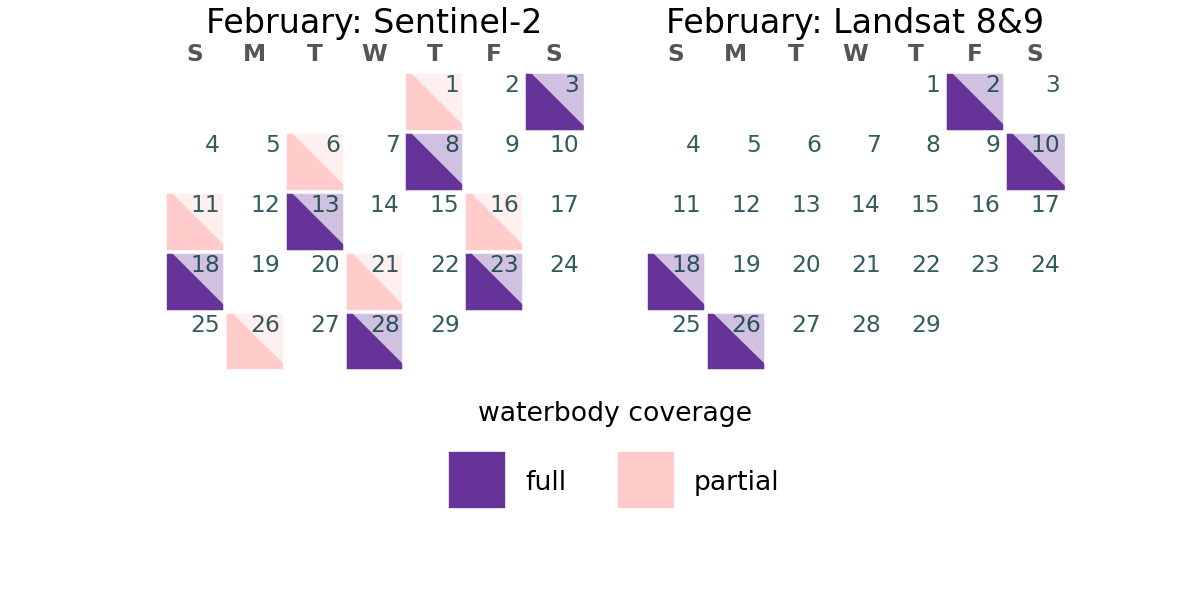 February: Sentinel-2
S M T W T F S
1 2 3
4 5 6 7 8 9 10
11 12 13 14 15 16 17
18 19 20 21 22 23 24
25 26 27 28 29
February: Landsat 8&9
S M T W T F S
1 2 3
4 5 6 7 8 9 10
11 12 13 14 15 16 17
18 19 20 21 22 23 24
25 26 27 28 29
waterbody coverage
full partial